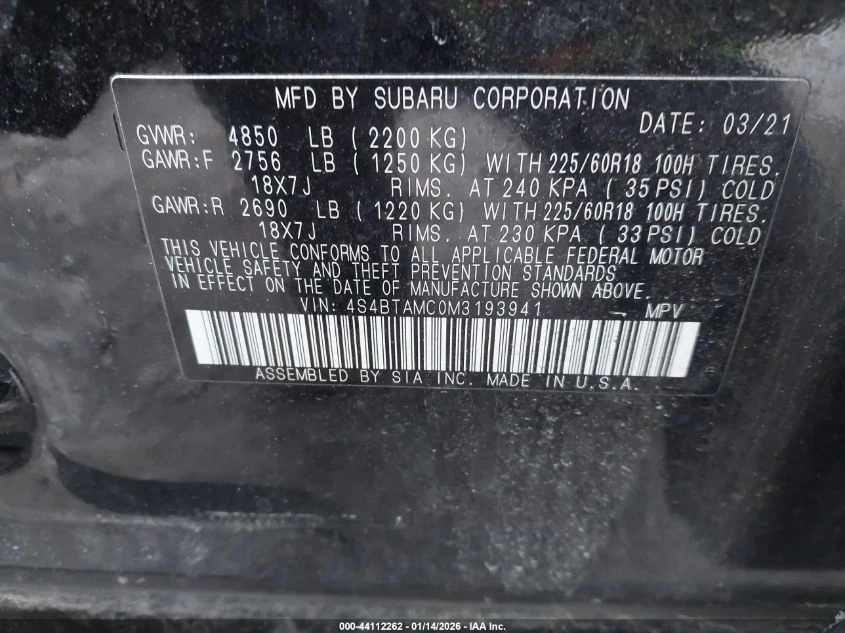 MFD BY SUBARU CORPORATION
DATE: 03/21
GVWR: 4850 LB ( 2200 KG)
GAWR:F 2756 LB ( 1250 KG) WITH 225/60R18 100H TIRES.
18X7J RIMS. AT 240 KPA ( 35 PSI) COLD
GAWR:R 2690 LB ( 1220 KG) WITH 225/60R18 100H TIRES.
18X7J RIMS. AT 230 KPA ( 33 PSI) COLD
THIS VEHICLE CONFORMS TO ALL APPLICABLE FEDERAL MOTOR
VEHICLE SAFETY AND THEFT PREVENTION STANDARDS
IN EFFECT ON THE DATE OF MANUFACTURE SHOWN ABOVE.
VIN: 4S4BTAMC0M3193941 MPV
ASSEMBLED BY SIA INC. MADE IN U.S.A.
000-44112262 - 01/14/2026 - IAA Inc.